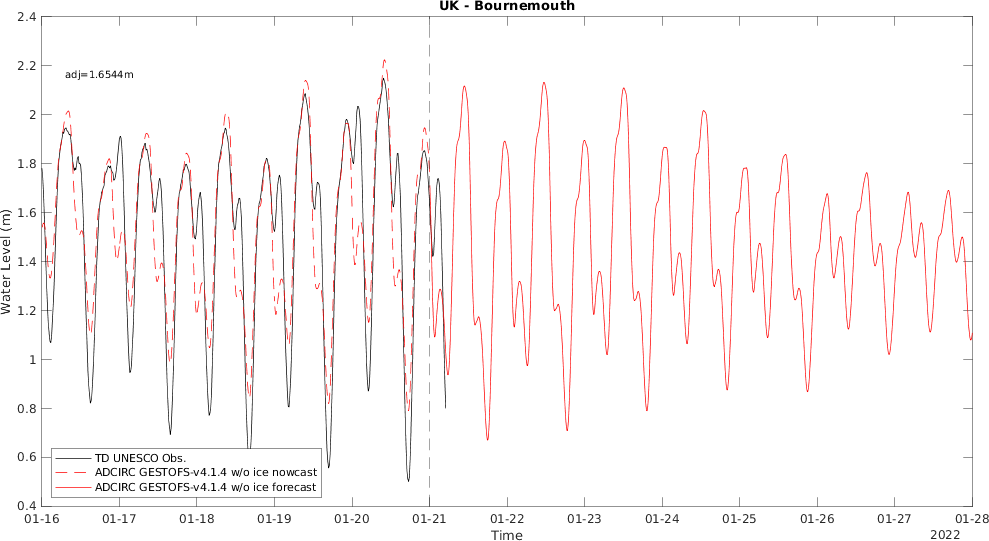 UK - Bournemouth
2.4
2.2
2
1.8
1.6
1.4
1.2
1
0.8
0.6
0.4
Water Level (m)
adj=1.6544m
TD UNESCO Obs.
ADCIRC GESTOFS-v4.1.4 w/o ice nowcast
ADCIRC GESTOFS-v4.1.4 w/o ice forecast
01-16 01-17 01-18 01-19 01-20 01-21 01-22 01-23 01-24 01-25 01-26 01-27 01-28
Time
2022